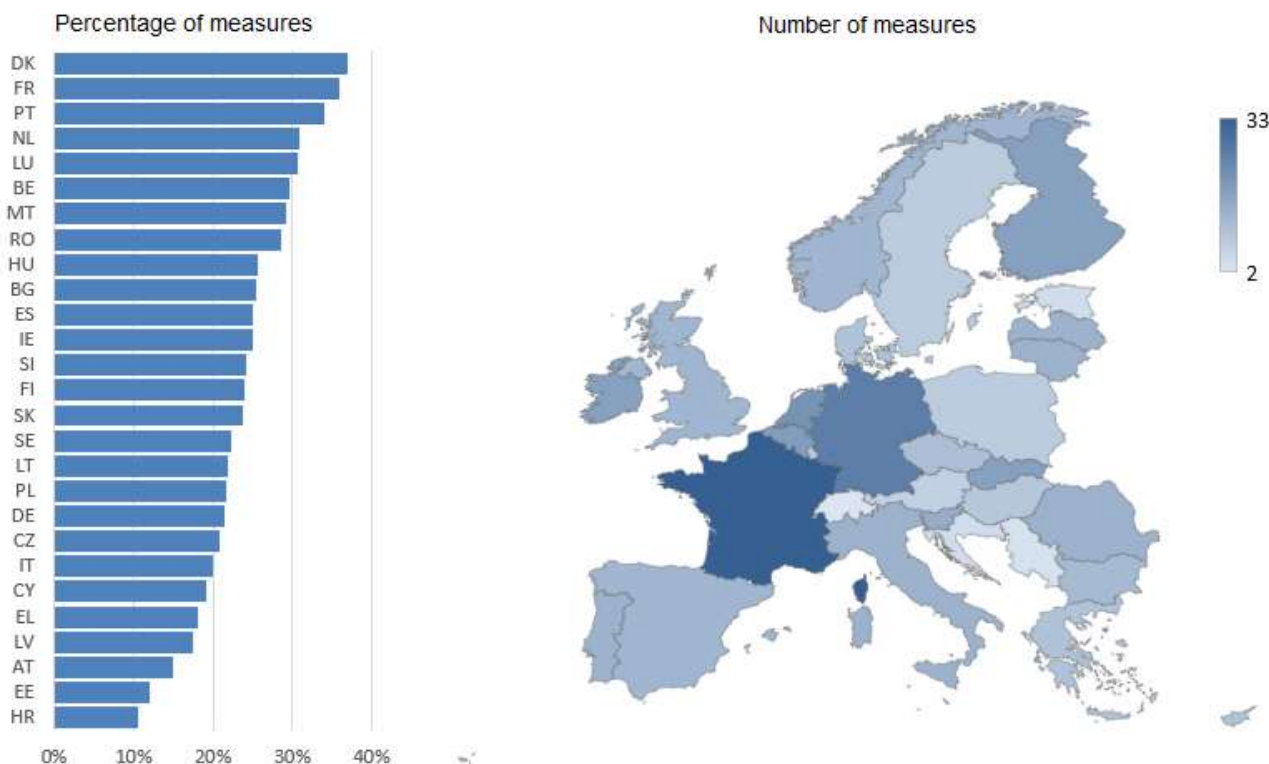 Percentage of measures
DK
FR
PT
NL
LU
BE
MT
RO
HU
BG
ES
IE
SI
FI
SK
SE
LT
PL
DE
CZ
IT
CY
EL
LV
AT
EE
HR
0% 10% 20% 30% 40%
Number of measures
33
2